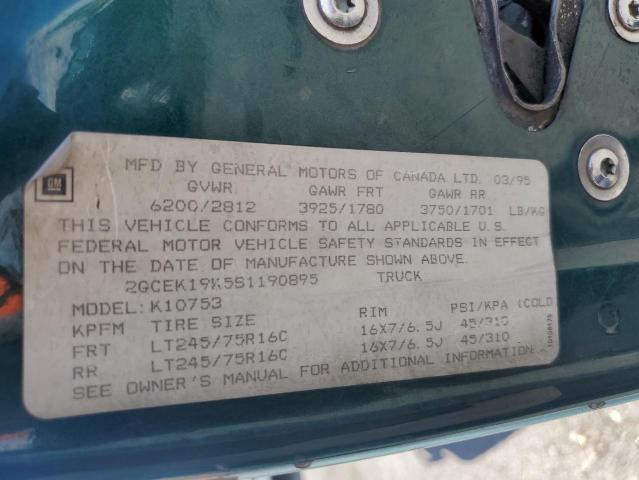 GM
MFD BY GENERAL MOTORS OF CANADA LTD. 03/95
GVWR GAWR FRT GAWR RR
6200/2812 3925/1780 3750/1701 LB/KG
THIS VEHICLE CONFORMS TO ALL APPLICABLE U.S.
FEDERAL MOTOR VEHICLE SAFETY STANDARDS IN EFFECT
ON THE DATE OF MANUFACTURE SHOWN ABOVE.
2GCEK19K5S1190895 TRUCK
MODEL: K10753
KPFM TIRE SIZE RIM PSI/KPA (COLD
FRT LT245/75R16C 16X7/6.5J 45/310
RR LT245/75R16C 16X7/6.5J 45/310
SEE OWNER'S MANUAL FOR ADDITIONAL INFORMATION